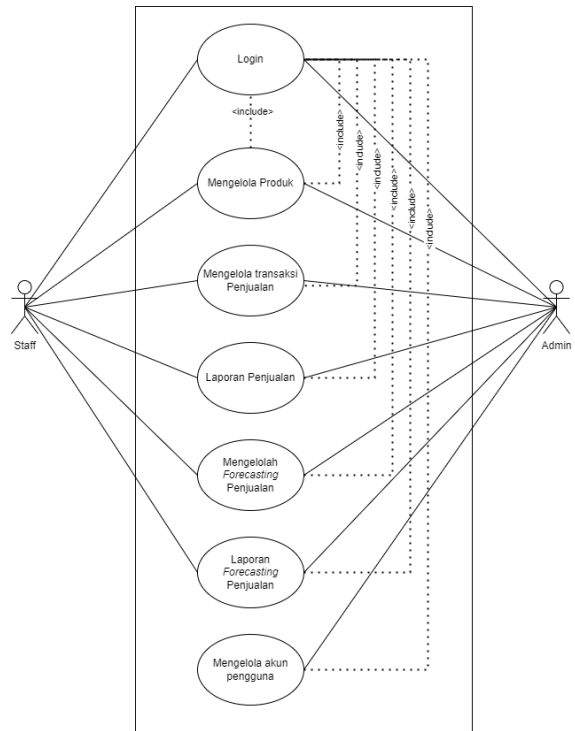 Login
<include>
<include>
<include>
<include>
<include>
<include>
<include>
Mengelola Produk
Mengelola transaksi
Penjualan
Staff
Admin
Laporan Penjualan
Mengelolah
Forecasting
Penjualan
Laporan
Forecasting
Penjualan
Mengelola akun
pengguna